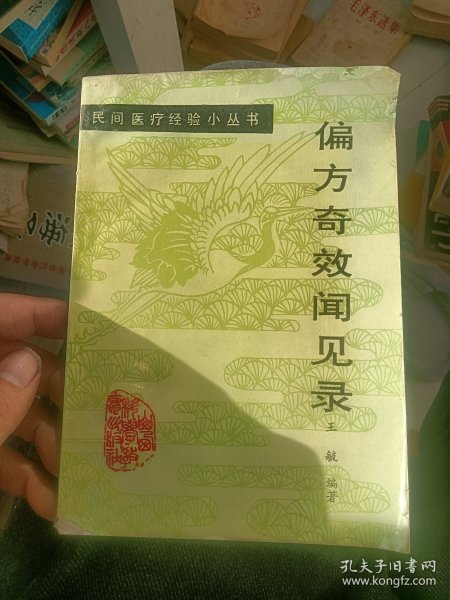 民间医疗经验小丛书
偏方奇效闻见录
王敏 编著
毛泽东选集
孔夫子旧书网
www.kongfz.com